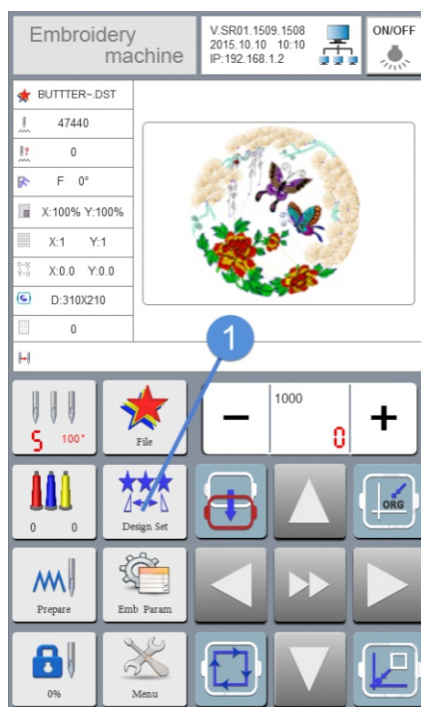 Embroidery
machine
V.SR01.1509.1508
2015.10.10 10:10
IP:192.168.1.2
ON/OFF
BUTTTER~.DST
47440
0
F 0°
X:100% Y:100%
X:1 Y:1
X:0.0 Y:0.0
D:310X210
0
1
5 100°
File
1000
0
0 0
Design Set
ORG
Prepare
Emb Param
0%
Menu